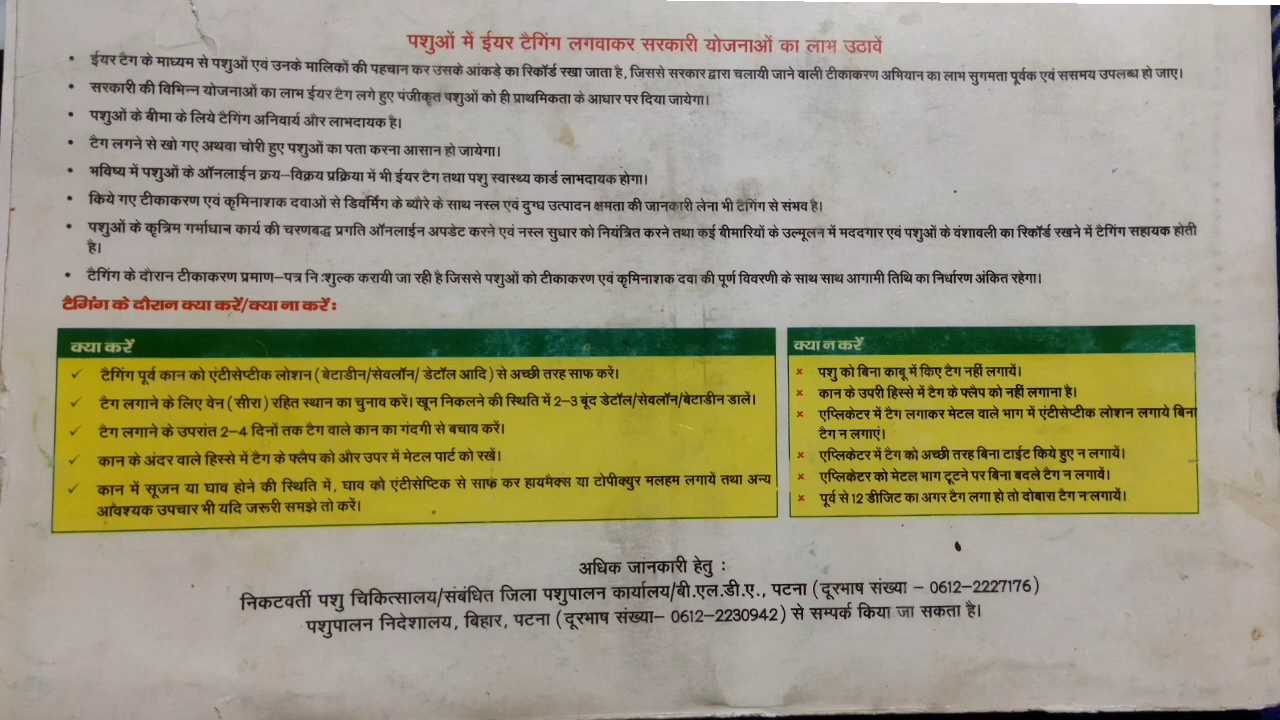 पशुओं में ईयर टैगिंग लगवाकर सरकारी योजनाओं का लाभ उठावें
• ईयर टैग के माध्यम से पशुओं एवं उनके मालिकों की पहचान कर उसके आंकड़े का रिकॉर्ड रखा जाता है, जिससे सरकार द्वारा चलायी जाने वाली टीकाकरण अभियान का लाभ सुगमता पूर्वक एवं ससमय उपलब्ध हो जाए।
• सरकारी की विभिन्न योजनाओं का लाभ ईयर टैग लगे हुए पंजीकृत पशुओं को ही प्राथमिकता के आधार पर दिया जायेगा।
• पशुओं के बीमा के लिये टैगिंग अनिवार्य और लाभदायक है।
• टैग लगने से खो गए अथवा चोरी हुए पशुओं का पता करना आसान हो जायेगा।
• भविष्य में पशुओं के ऑनलाईन क्रय–विक्रय प्रक्रिया में भी ईयर टैग तथा पशु स्वास्थ्य कार्ड लाभदायक होगा।
• किये गए टीकाकरण एवं कृमिनाशक दवाओं से डिवर्मिंग के ब्योरे के साथ नस्ल एवं दुग्ध उत्पादन क्षमता की जानकारी लेना भी टैगिंग से संभव है।
• पशुओं के कृत्रिम गर्भाधान कार्य की चरणबद्ध प्रगति ऑनलाईन अपडेट करने एवं नस्ल सुधार को नियंत्रित करने तथा कई बीमारियों के उल्मूलन में मददगार एवं पशुओं के वंशावली का रिकॉर्ड रखने में टैगिंग सहायक होती
है।
• टैगिंग के दौरान टीकाकरण प्रमाण–पत्र निःशुल्क करायी जा रही है जिससे पशुओं को टीकाकरण एवं कृमिनाशक दवा की पूर्ण विवरणी के साथ साथ आगामी तिथि का निर्धारण अंकित रहेगा।
टैगिंग के दौरान क्या करें/क्या ना करें:
क्या करें
✓ टैगिंग पूर्व कान को एंटीसेप्टीक लोशन (बेटाडीन/सेवलॉन/ डेटॉल आदि) से अच्छी तरह साफ करें।
✓ टैग लगाने के लिए वेन (सीरा) रहित स्थान का चुनाव करें। खून निकलने की स्थिति में 2–3 बूंद डेटॉल/सेवलॉन/बेटाडीन डालें।
✓ टैग लगाने के उपरांत 2–4 दिनों तक टैग वाले कान का गंदगी से बचाव करें।
✓ कान के अंदर वाले हिस्से में टैग के फ्लैप को और उपर में मेटल पार्ट को रखें।
✓ कान में सूजन या घाव होने की स्थिति में, घाव को एंटीसेप्टिक से साफ कर हायमैक्स या टोपीक्युर मलहम लगायें तथा अन्य
आवश्यक उपचार भी यदि जरूरी समझे तो करें।
क्या न करें
× पशु को बिना काबू में किए टैग नहीं लगायें।
× कान के उपरी हिस्से में टैग के फ्लैप को नहीं लगाना है।
× एप्लिकेटर में टैग लगाकर मेटल वाले भाग में एंटीसेप्टीक लोशन लगाये बिना
टैग न लगाएं।
× एप्लिकेटर में टैग को अच्छी तरह बिना टाईट किये हुए न लगायें।
× एप्लिकेटर को मेटल भाग टूटने पर बिना बदले टैग न लगावें।
× पूर्व से 12 डीजिट का अगर टैग लगा हो तो दोबारा टैग न लगायें।
अधिक जानकारी हेतु :
निकटवर्ती पशु चिकित्सालय/संबंधित जिला पशुपालन कार्यालय/बी.एल.डी.ए., पटना (दूरभाष संख्या – 0612–2227176)
पशुपालन निदेशालय, बिहार, पटना (दूरभाष संख्या– 0612–2230942) से सम्पर्क किया जा सकता है।